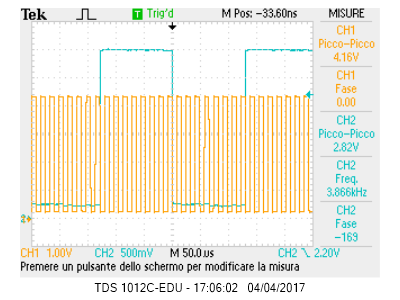 Tek T Trig'd M Pos: -33.60ns MISURE
CH1
Picco-Picco
4.16V
CH1
Fase
0.00
CH2
Picco-Picco
2.82V
CH2
Freq.
3.866kHz
CH2
Fase
-169
2
CH1 1.00V CH2 500mV M 50.0us CH2 2.20V
Premere un pulsante dello schermo per modificare la misura
TDS 1012C-EDU - 17:06:02 04/04/2017